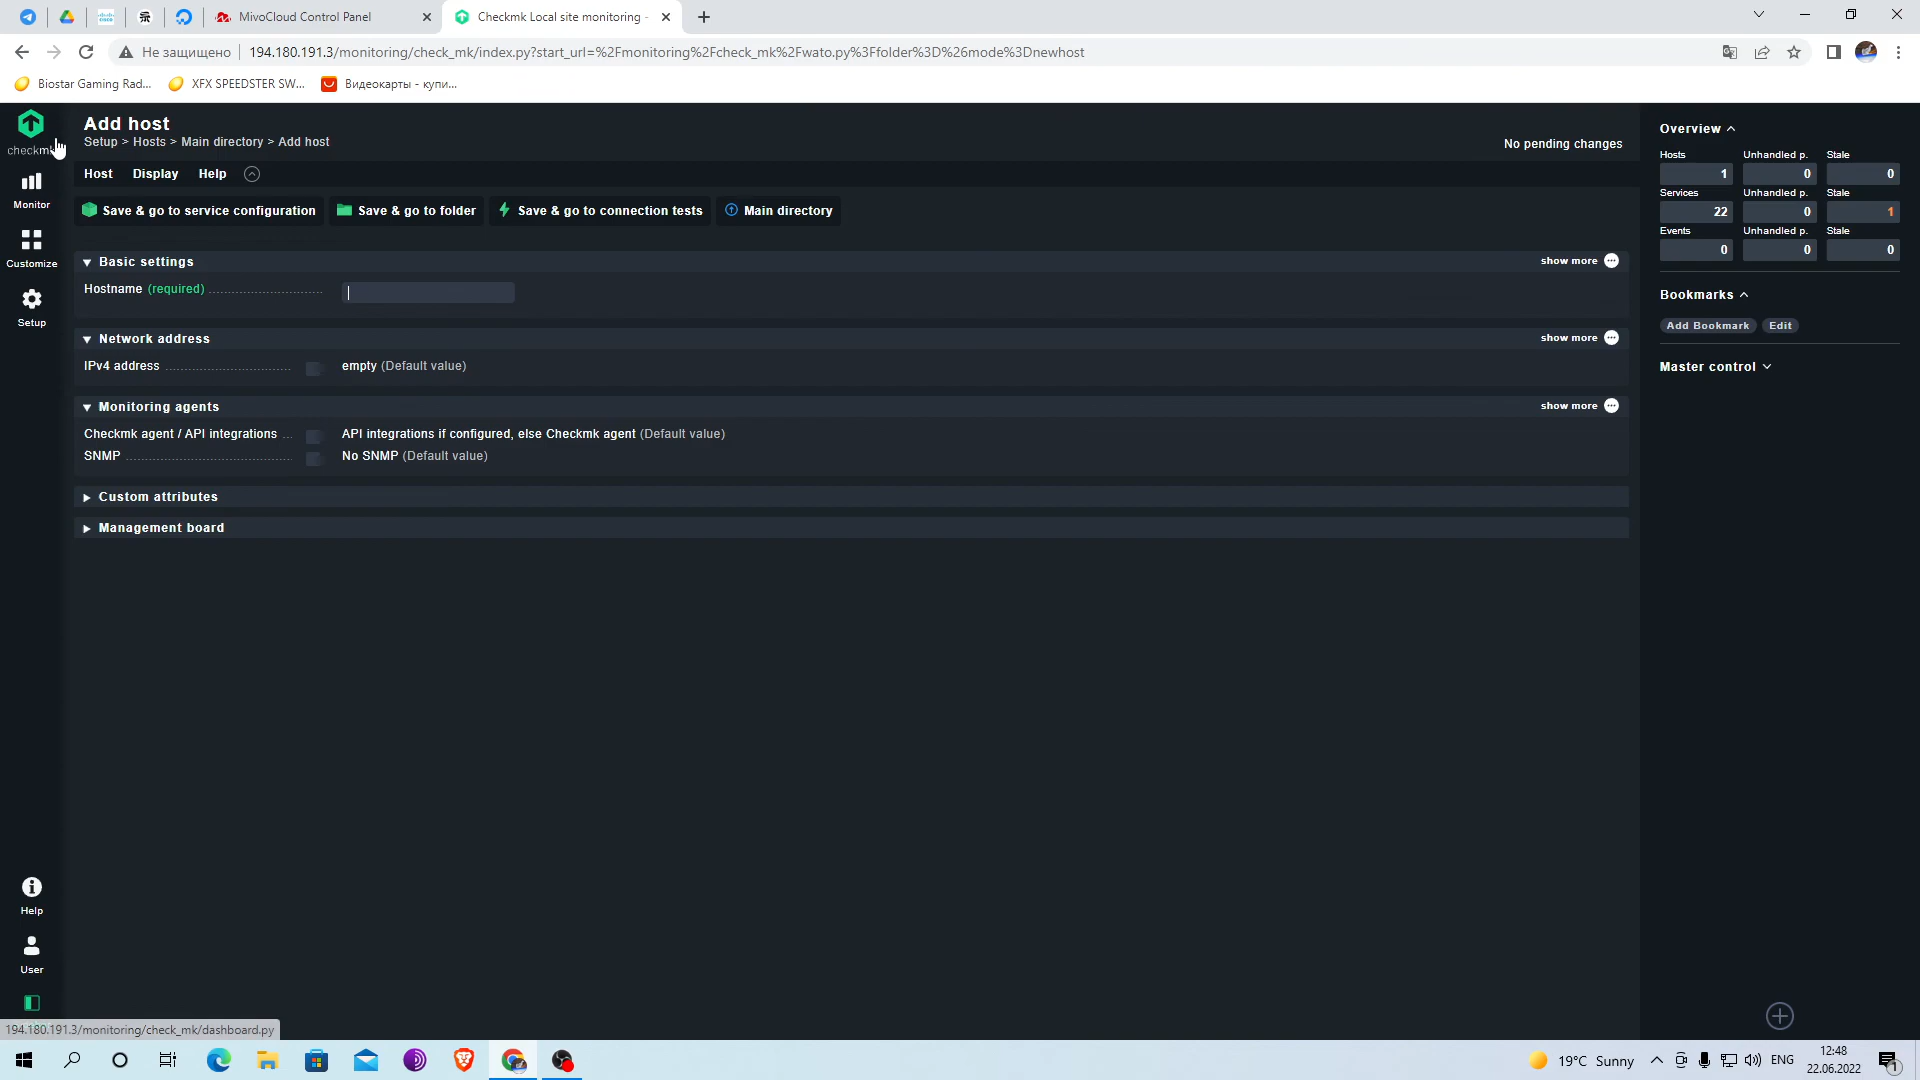 MivoCloud Control Panel
Checkmk Local site monitoring -
Не защищено
194.180.191.3/monitoring/check_mk/index.py?start_url=%2Fmonitoring%2Fcheck_mk%2Fwato.py%3Ffolder%3D%26mode%3Dnewhost
Biostar Gaming Rad...
XFX SPEEDSTER SW...
Видеокарты - купи...
checkmk
Monitor
Customize
Setup
Add host
Setup > Hosts > Main directory > Add host
No pending changes
Host Display Help
Save & go to service configuration
Save & go to folder
Save & go to connection tests
Main directory
Basic settings
show more
Hostname (required)
Network address
show more
IPv4 address
empty (Default value)
Monitoring agents
show more
Checkmk agent / API integrations
API integrations if configured, else Checkmk agent (Default value)
SNMP
No SNMP (Default value)
Custom attributes
Management board
Overview
Hosts Unhandled p. Stale
1 0 0
Services Unhandled p. Stale
22 0 1
Events Unhandled p. Stale
0 0 0
Bookmarks
Add Bookmark Edit
Master control
Help
User
194.180.191.3/monitoring/check_mk/dashboard.py
19°C Sunny
ENG
12:48
22.06.2022
1